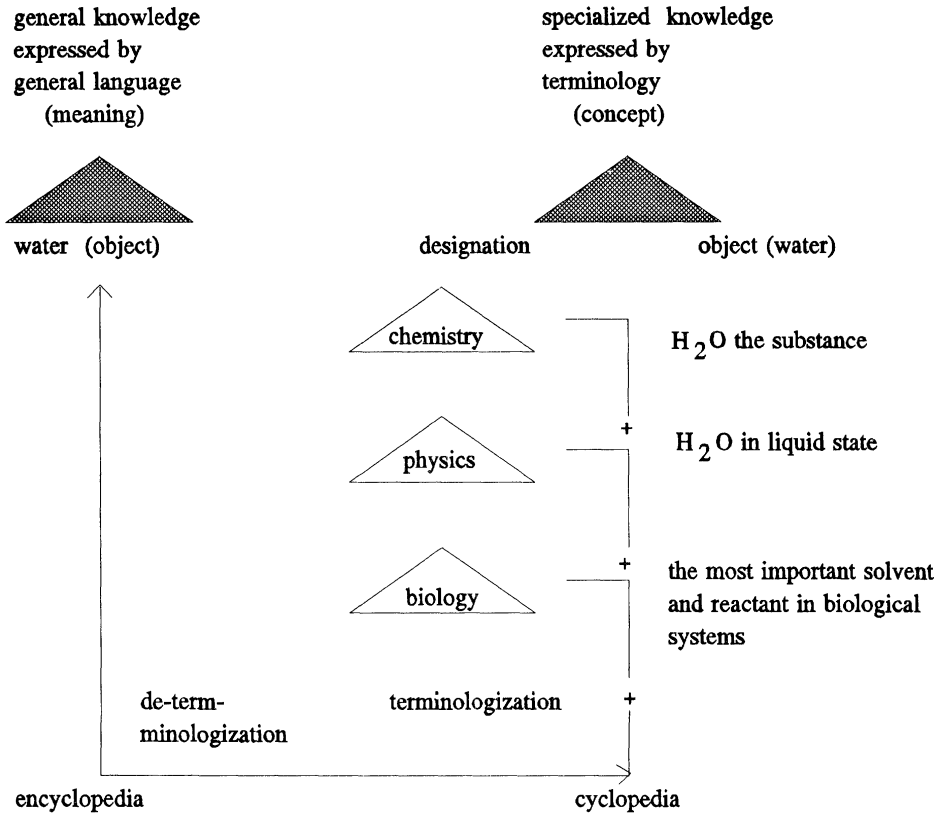 general knowledge
expressed by
general language
(meaning)
specialized knowledge
expressed by
terminology
(concept)
water (object)
designation
object (water)
chemistry
H2O the substance
+
physics
H2O in liquid state
+
biology
the most important solvent
and reactant in biological
systems
de-term-
minologization
terminologization
+
encyclopedia
cyclopedia